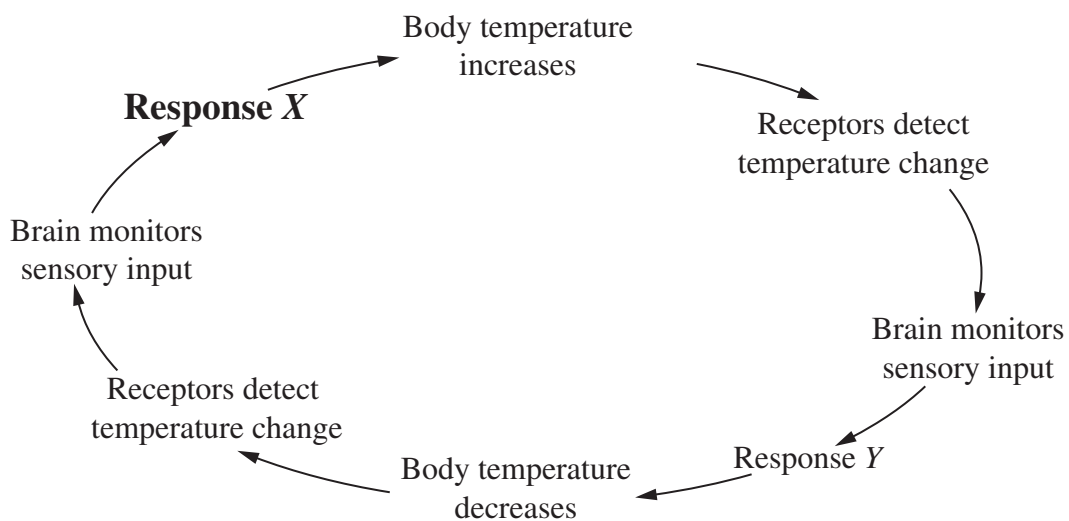 Body temperature
increases
Response X
Receptors detect
temperature change
Brain monitors
sensory input
Brain monitors
sensory input
Receptors detect
temperature change
Response Y
Body temperature
decreases